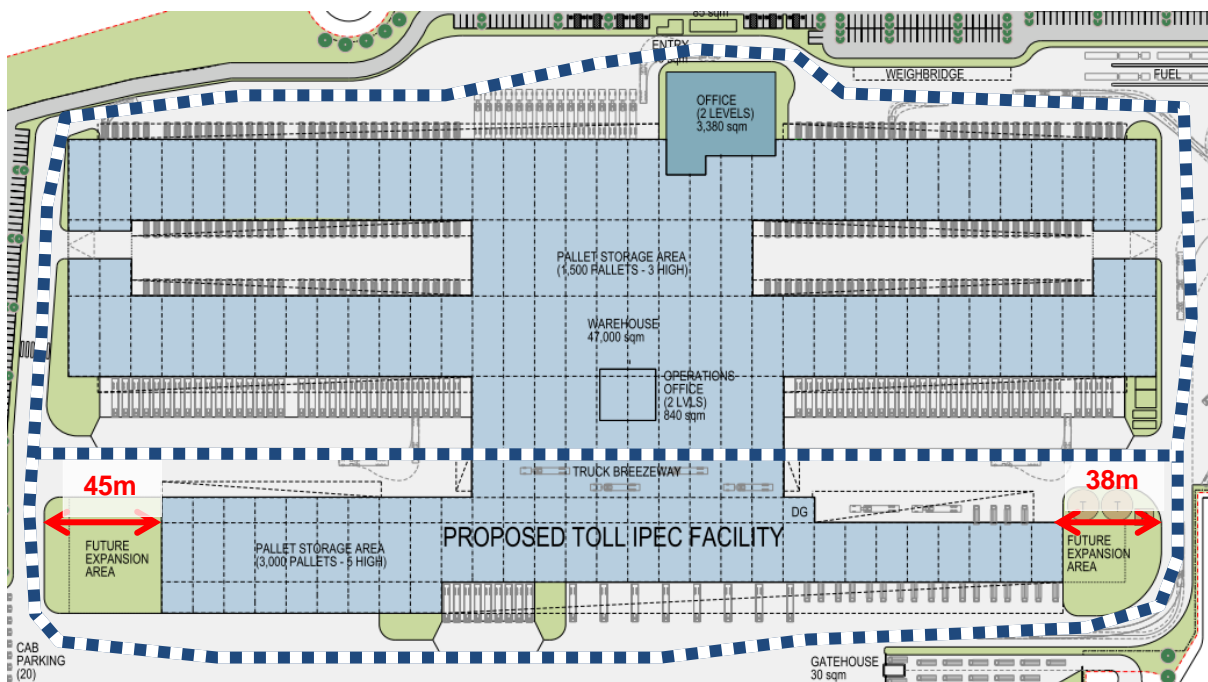 85 sqm
ENTRY
WEIGHBRIDGE
FUEL
OFFICE
(2 LEVELS)
3,380 sqm
PALLET STORAGE AREA
(1,500 PALLETS - 3 HIGH)
WAREHOUSE
47,000 sqm
OPERATIONS
OFFICE
(2 LVLS)
840 sqm
TRUCK BREEZEWAY
45m
38m
DG
T
T
PROPOSED TOLL IPEC FACILITY
FUTURE
EXPANSION
AREA
PALLET STORAGE AREA
(3,000 PALLETS - 5 HIGH)
FUTURE
EXPANSION
AREA
CAB
PARKING
(20)
GATEHOUSE
30 sqm